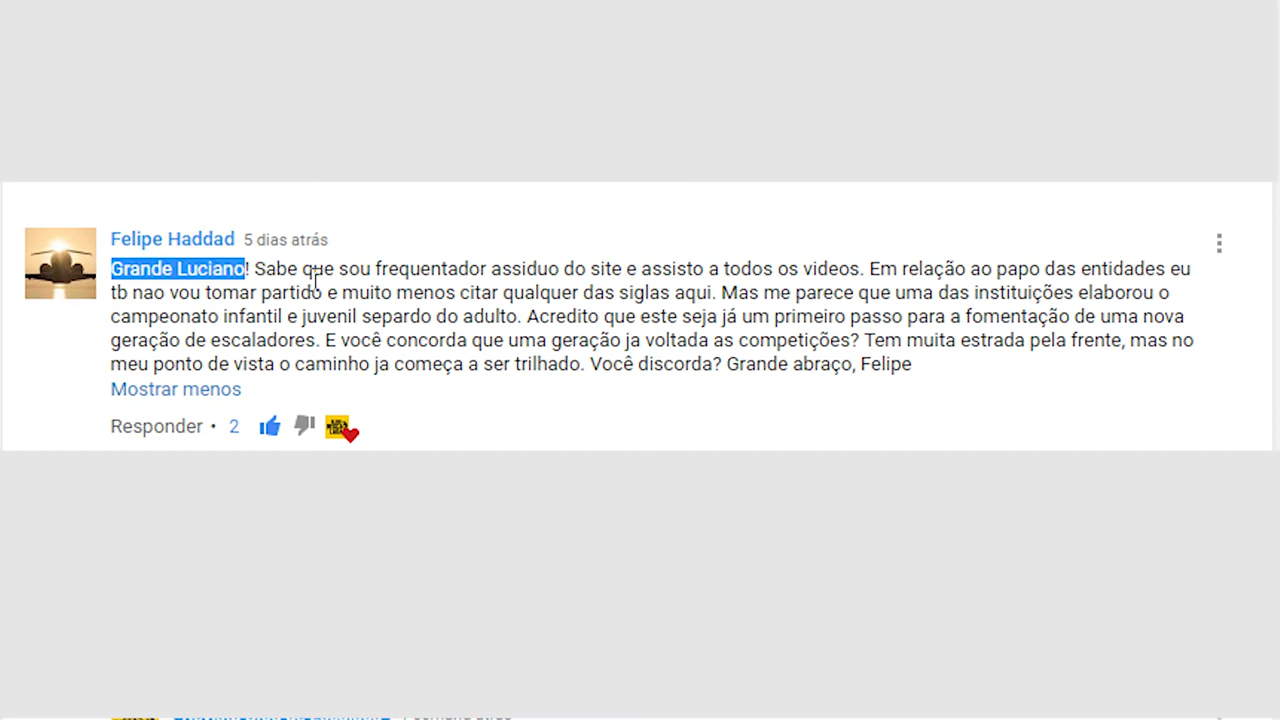 Felipe Haddad 5 dias atrás
Grande Luciano! Sabe que sou frequentador assiduo do site e assisto a todos os videos. Em relação ao papo das entidades eu
tb nao vou tomar partido e muito menos citar qualquer das siglas aqui. Mas me parece que uma das instituições elaborou o
campeonato infantil e juvenil separdo do adulto. Acredito que este seja já um primeiro passo para a fomentação de uma nova
geração de escaladores. E você concorda que uma geração ja voltada as competições? Tem muita estrada pela frente, mas no
meu ponto de vista o caminho ja começa a ser trilhado. Você discorda? Grande abraço, Felipe
Mostrar menos
Responder • 2